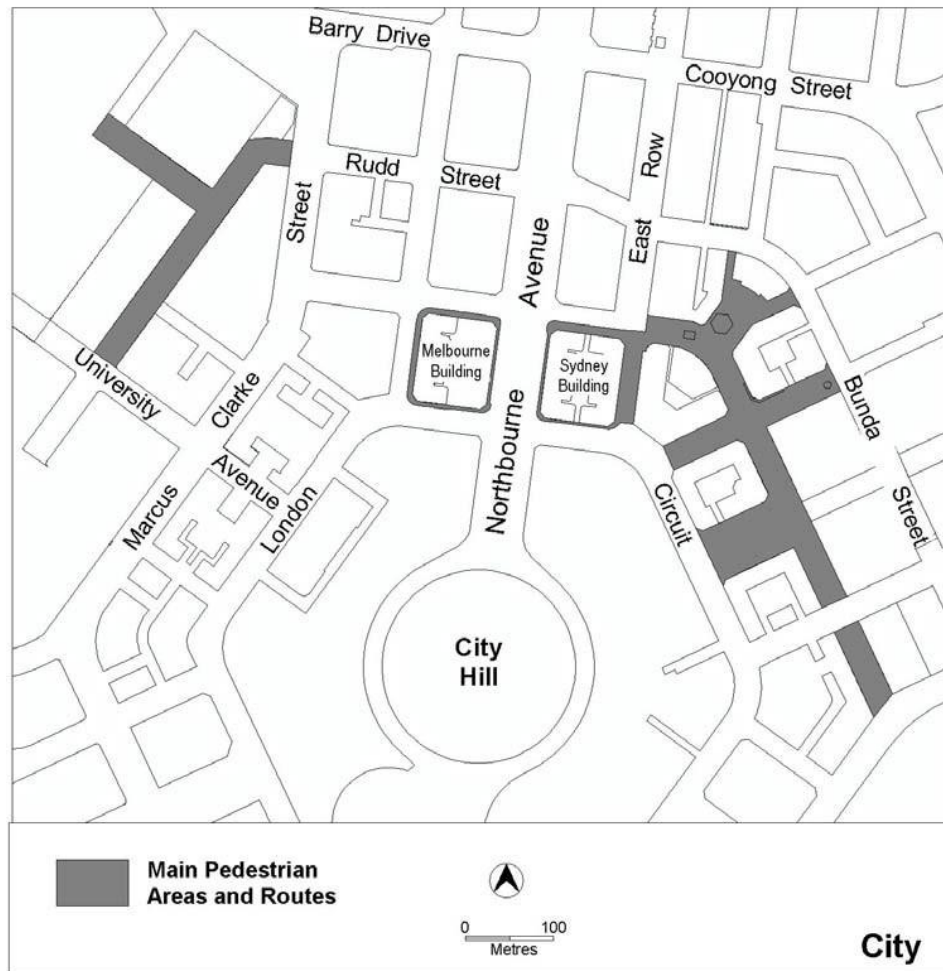 Barry Drive
Cooyong Street
Rudd Street
Row
East
Street
Avenue
Melbourne
Building
Sydney
Building
University
Avenue
Clarke
Marcus
London
Circuit
Northbourne
Bunda
Street
City
Hill
Main Pedestrian
Areas and Routes
0 100
Metres
City